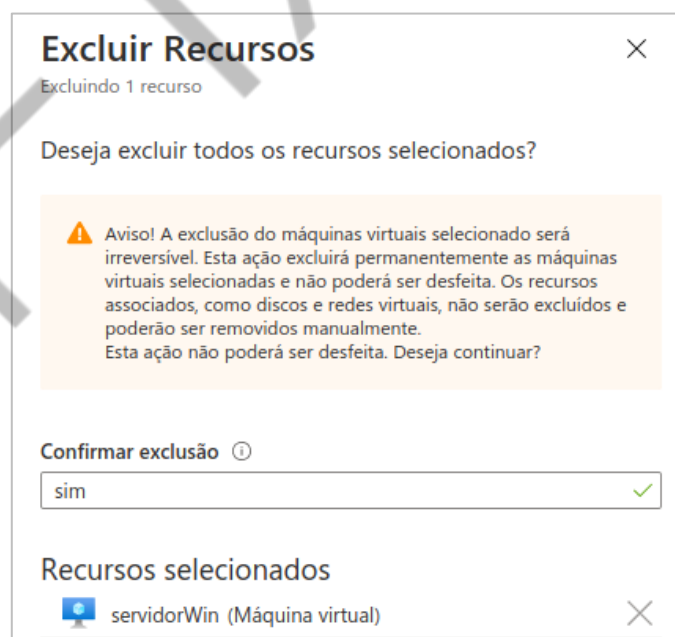 Excluir Recursos
Excluindo 1 recurso
Deseja excluir todos os recursos selecionados?
Aviso! A exclusão do máquinas virtuais selecionado será
irreversível. Esta ação excluirá permanentemente as máquinas
virtuais selecionadas e não poderá ser desfeita. Os recursos
associados, como discos e redes virtuais, não serão excluídos e
poderão ser removidos manualmente.
Esta ação não poderá ser desfeita. Deseja continuar?
Confirmar exclusão
sim
Recursos selecionados
servidorWin (Máquina virtual)